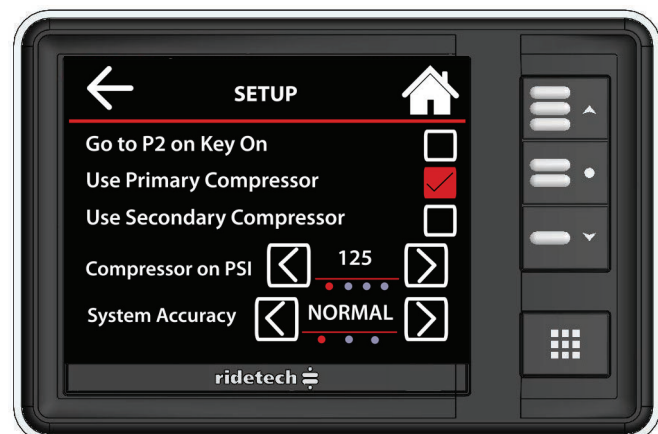 SETUP
Go to P2 on Key On
Use Primary Compressor
Use Secondary Compressor
Compressor on PSI 125
System Accuracy NORMAL
ridetech